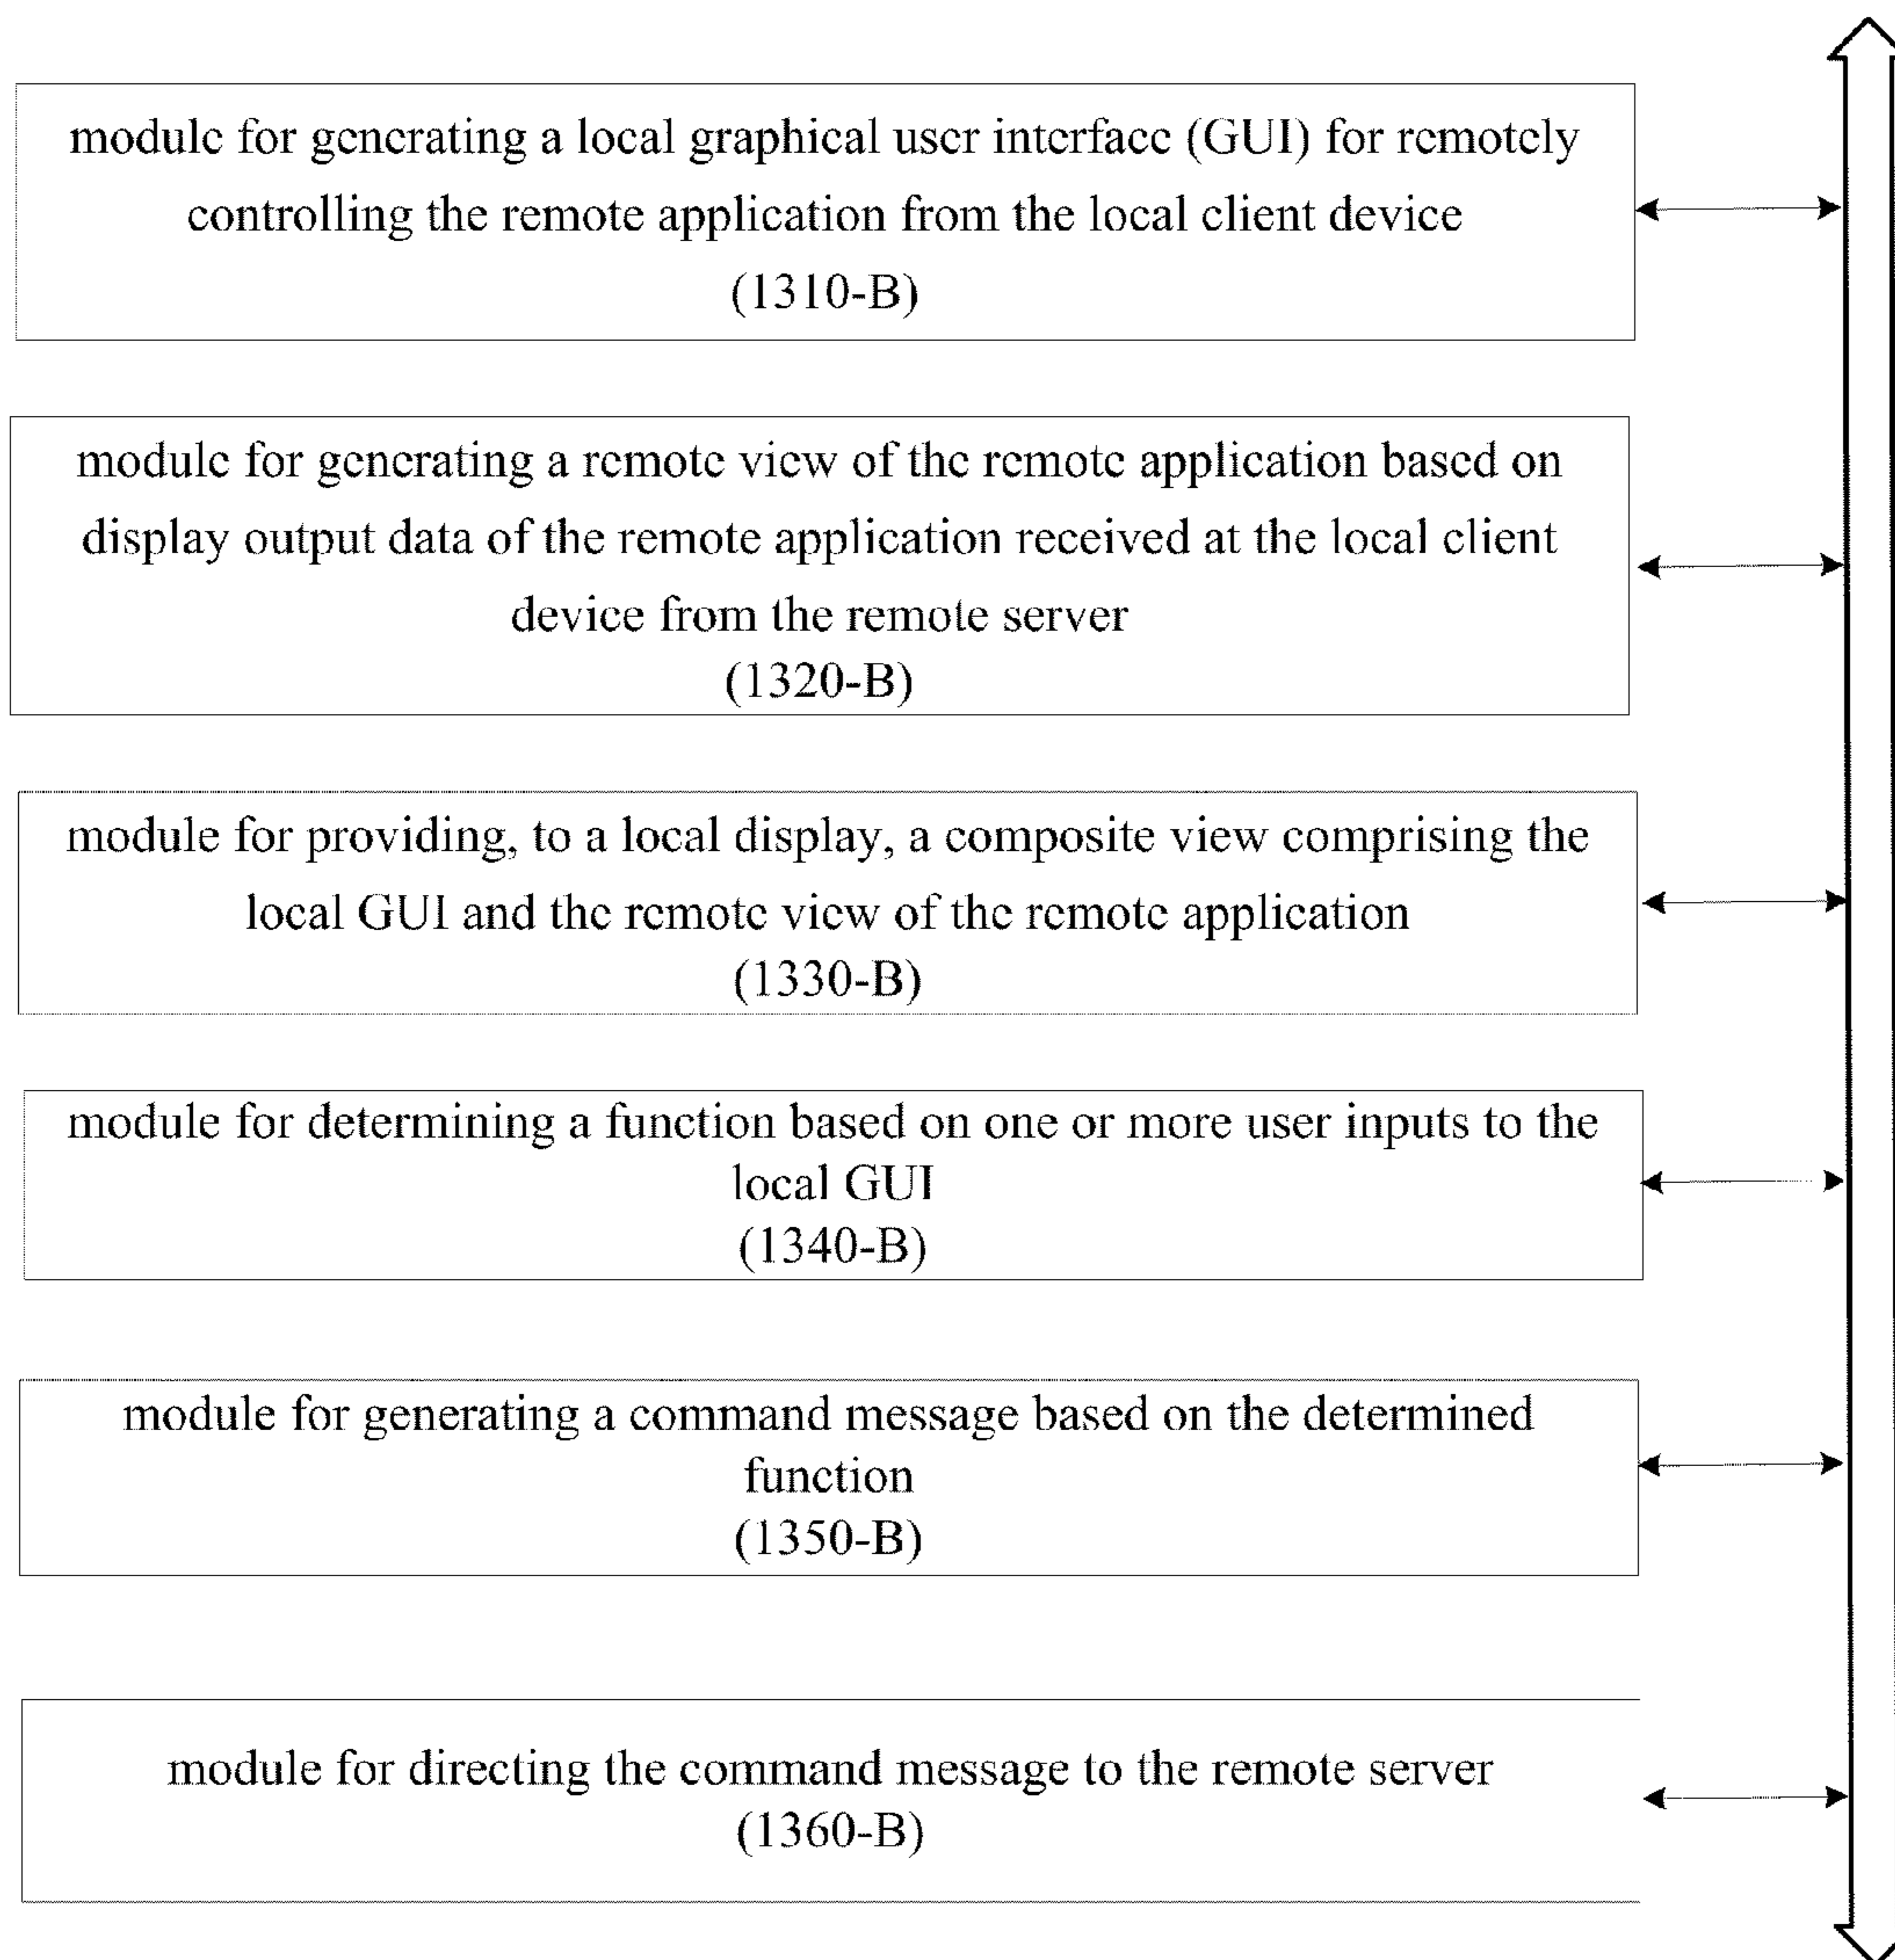 module for generating a local graphical user interface (GUI) for remotely
controlling the remote application from the local client device
(1310-B)
module for generating a remote view of the remote application based on
display output data of the remote application received at the local client
device from the remote server
(1320-B)
module for providing, to a local display, a composite view comprising the
local GUI and the remote view of the remote application
(1330-B)
module for determining a function based on one or more user inputs to the
local GUI
(1340-B)
module for generating a command message based on the determined
function
(1350-B)
module for directing the command message to the remote server
(1360-B)